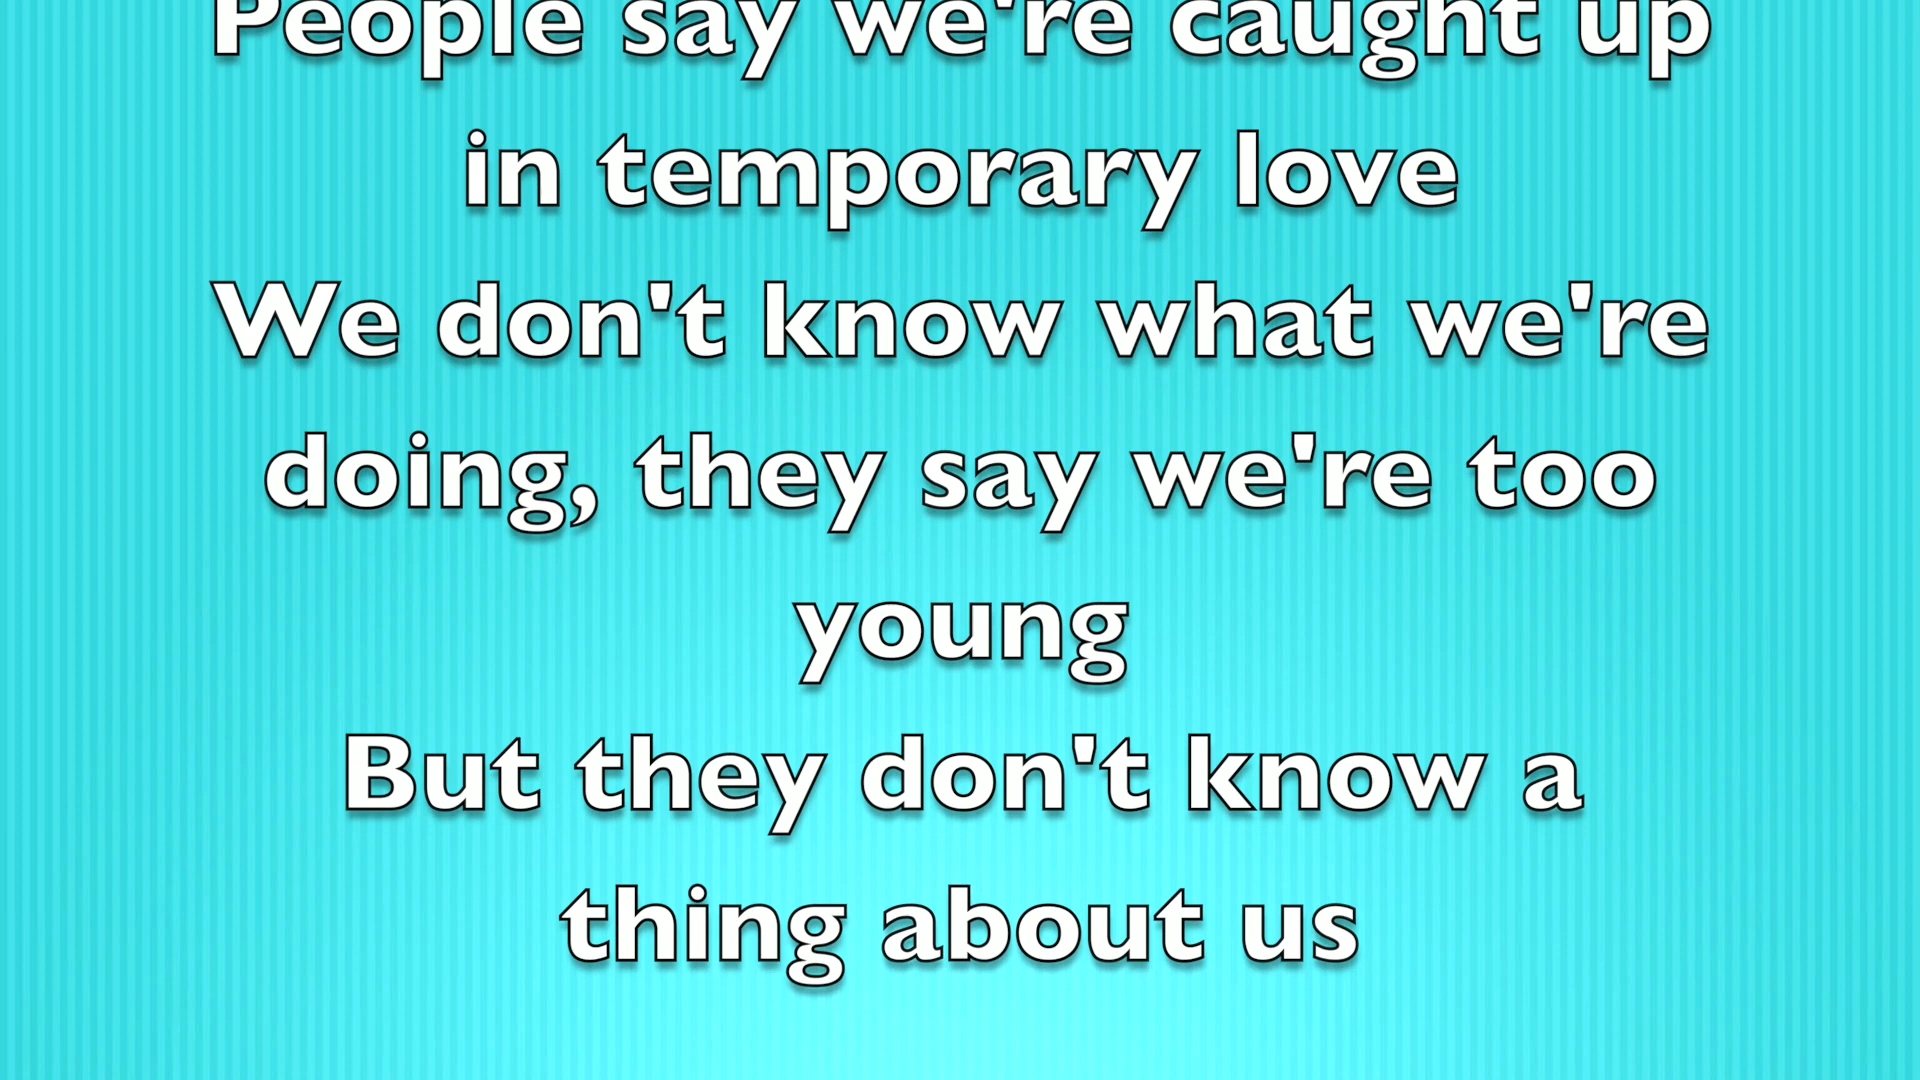 People say we're caught up
in temporary love
We don't know what we're
doing, they say we're too
young
But they don't know a
thing about us